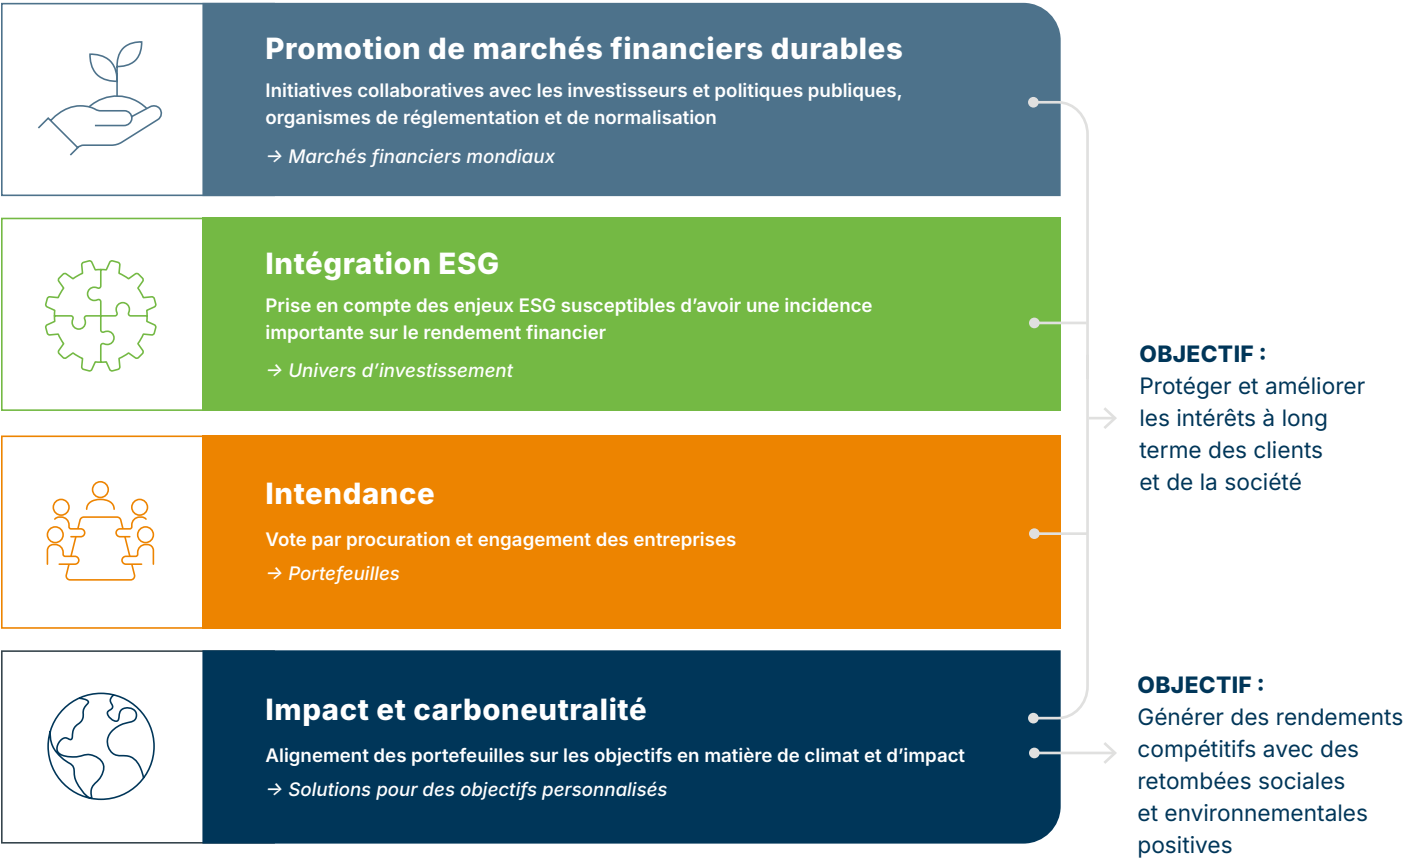 Promotion de marchés financiers durables
Initiatives collaboratives avec les investisseurs et politiques publiques,
organismes de réglementation et de normalisation
→ Marchés financiers mondiaux
Intégration ESG
Prise en compte des enjeux ESG susceptibles d’avoir une incidence
importante sur le rendement financier
→ Univers d’investissement
Intendance
Vote par procuration et engagement des entreprises
→ Portefeuilles
Impact et carboneutralité
Alignement des portefeuilles sur les objectifs en matière de climat et d’impact
→ Solutions pour des objectifs personnalisés
OBJECTIF :
Protéger et améliorer
les intérêts à long
terme des clients
et de la société
OBJECTIF :
Générer des rendements
compétitifs avec des
retombées sociales
et environnementales
positives